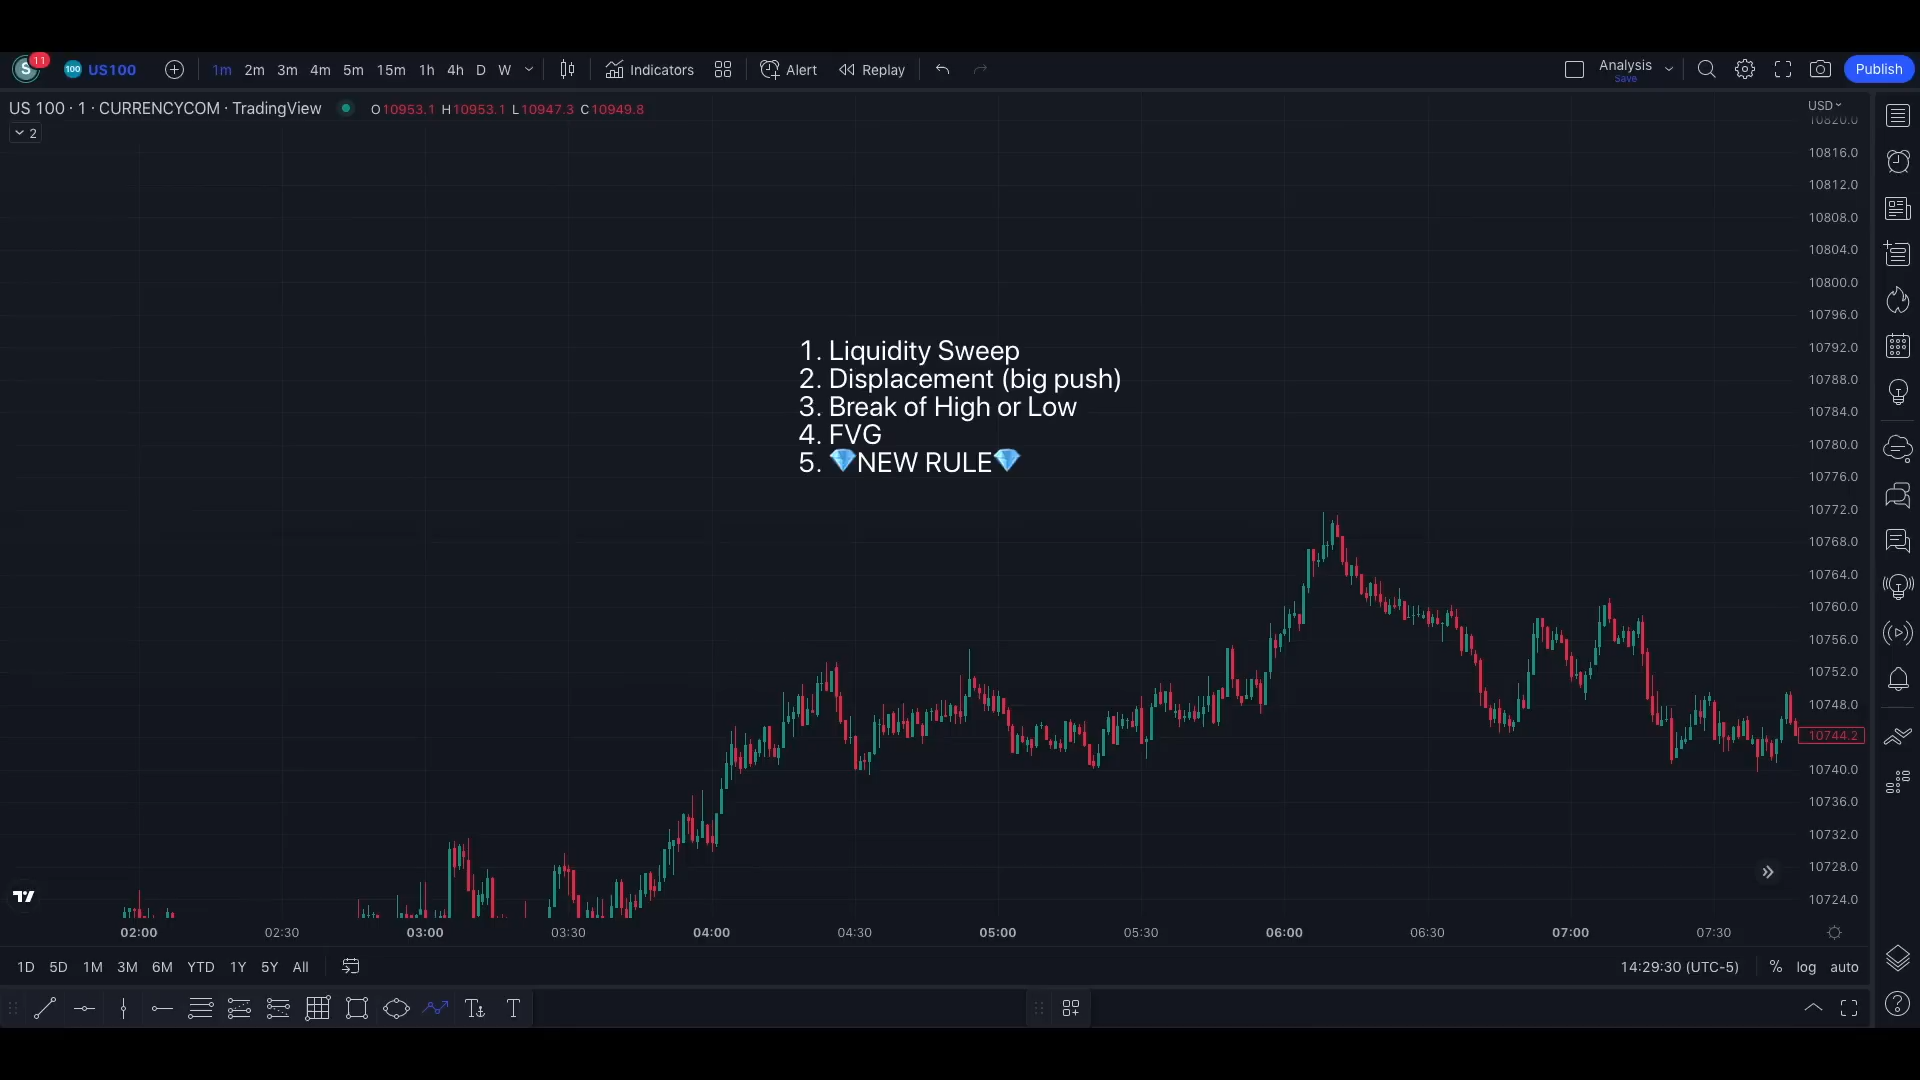 S 11 100 US100 1m 2m 3m 4m 5m 15m 1h 4h D W Indicators Alert Replay Analysis Save Publish
US 100 · 1 · CURRENCYCOM · TradingView O10953.1 H10953.1 L10947.3 C10949.8
2
USD
10820.0
10816.0
10812.0
10808.0
10804.0
10800.0
10796.0
10792.0
10788.0
10784.0
10780.0
10776.0
10772.0
10768.0
10764.0
10760.0
10756.0
10752.0
10748.0
10744.2
10740.0
10736.0
10732.0
10728.0
10724.0
1. Liquidity Sweep
2. Displacement (big push)
3. Break of High or Low
4. FVG
5. 💎NEW RULE💎
02:00 02:30 03:00 03:30 04:00 04:30 05:00 05:30 06:00 06:30 07:00 07:30
1D 5D 1M 3M 6M YTD 1Y 5Y All 14:29:30 (UTC-5) % log auto